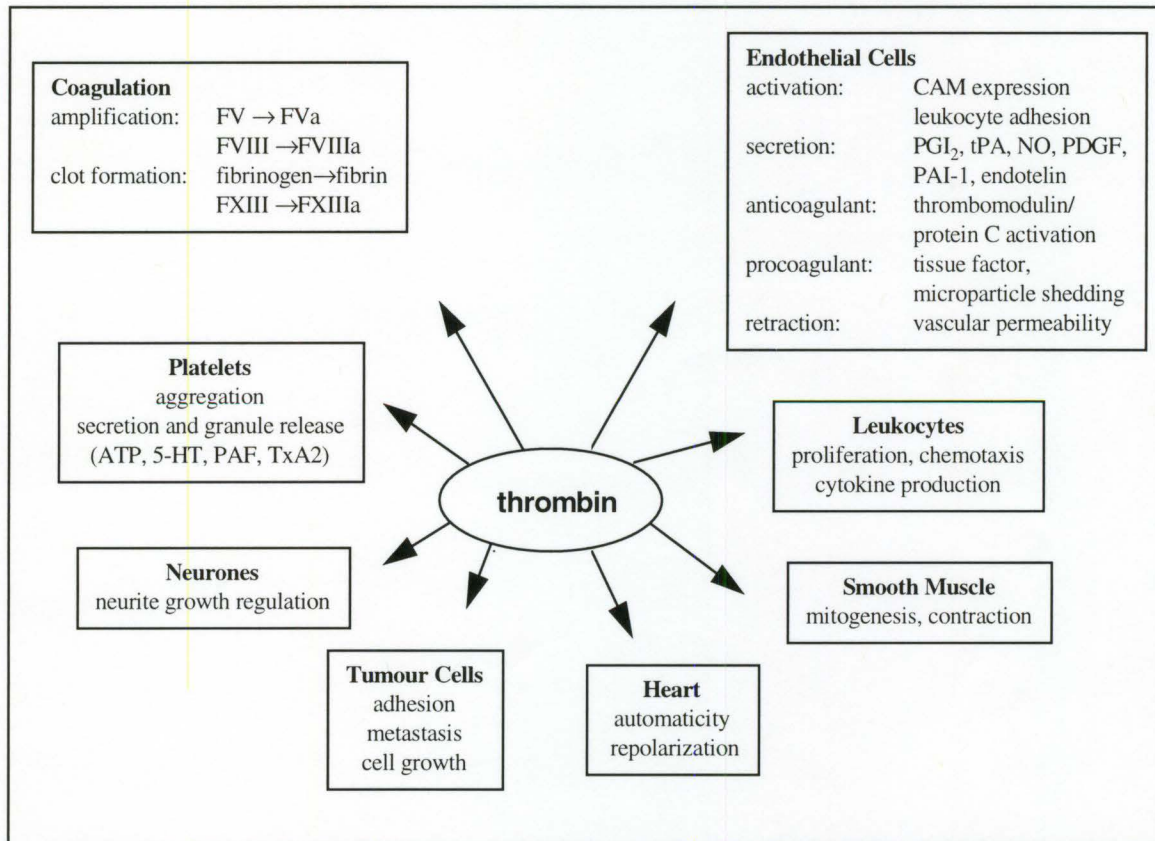 Coagulation
amplification: FV → FVa
FVIII →FVIIIa
clot formation: fibrinogen→fibrin
FXIII →FXIIIa
Endothelial Cells
activation: CAM expression
leukocyte adhesion
secretion: PGI₂, tPA, NO, PDGF,
PAI-1, endotelin
anticoagulant: thrombomodulin/
protein C activation
procoagulant: tissue factor,
microparticle shedding
retraction: vascular permeability
Platelets
aggregation
secretion and granule release
(ATP, 5-HT, PAF, TxA2)
Leukocytes
proliferation, chemotaxis
cytokine production
thrombin
Neurones
neurite growth regulation
Smooth Muscle
mitogenesis, contraction
Tumour Cells
adhesion
metastasis
cell growth
Heart
automaticity
repolarization